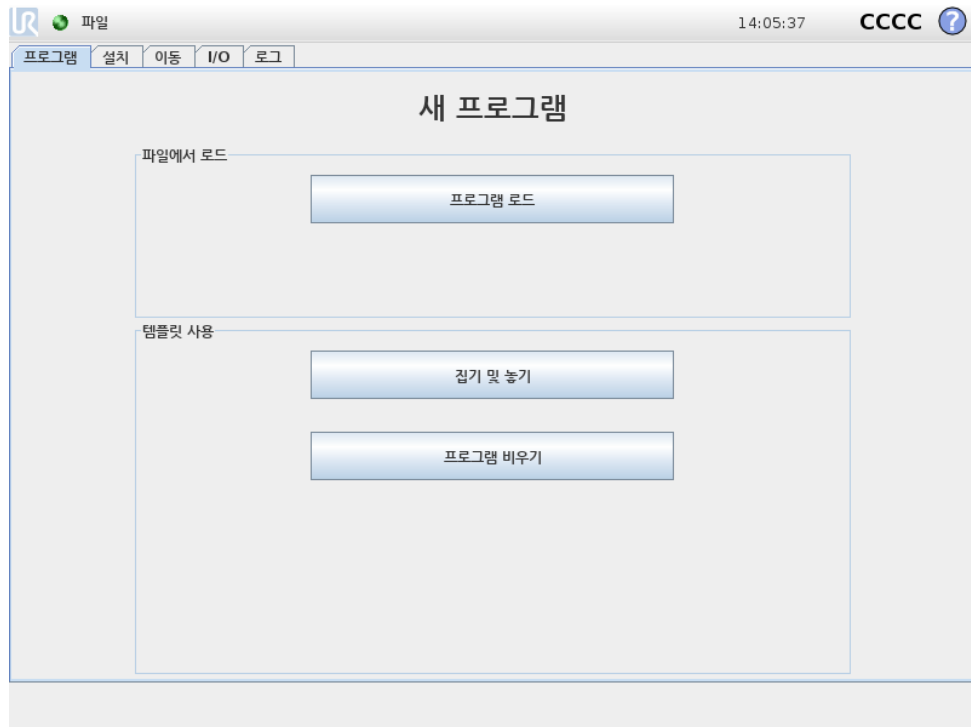 UR 파일 14:05:37 CCCC ?
프로그램 설치 이동 I/O 로그
새 프로그램
파일에서 로드
프로그램 로드
템플릿 사용
집기 및 놓기
프로그램 비우기